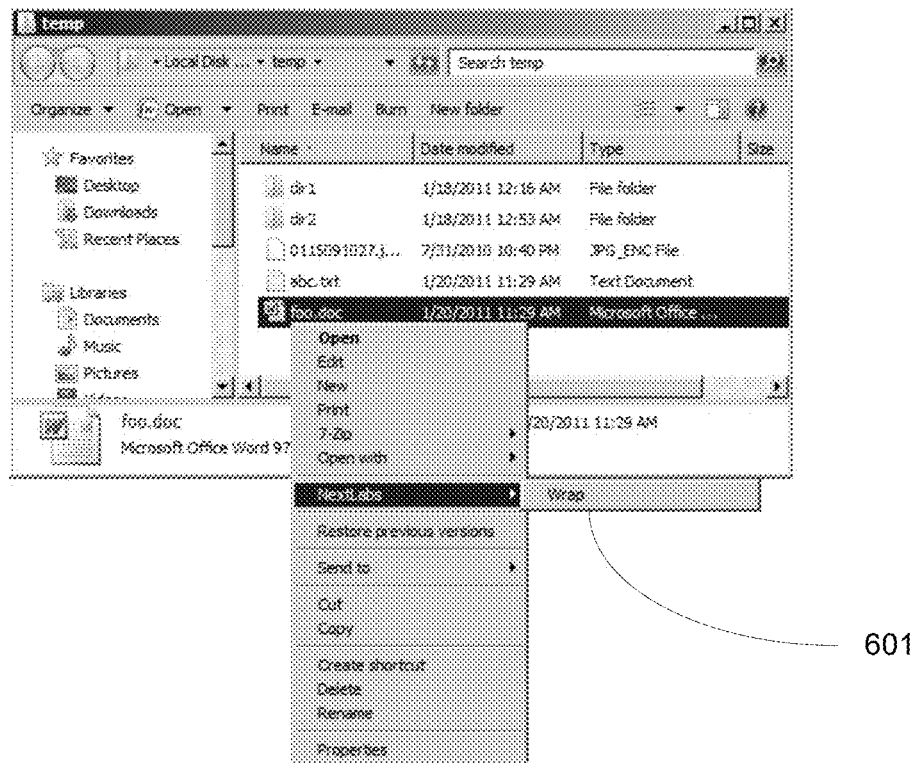 temp
Local Disk ... temp Search temp
Organize Open Print E-mail Burn New folder
Name Date modified Type Size
Favorites
Desktop
Downloads
Recent Places
Libraries
Documents
Music
Pictures
dir1 1/18/2011 12:16 AM File folder
dir2 1/18/2011 12:53 AM File folder
0115091027.j... 7/31/2010 10:40 PM JPG_ENC File
abc.txt 1/20/2011 11:29 AM Text Document
foo.doc 1/20/2011 11:29 AM Microsoft Office ...
foo.doc /20/2011 11:29 AM
Microsoft Office Word 97
Open
Edit
New
Print
7-Zip
Open with
NextLabs Wrap
Restore previous versions
Send to
Cut
Copy
Create shortcut
Delete
Rename
Properties
601